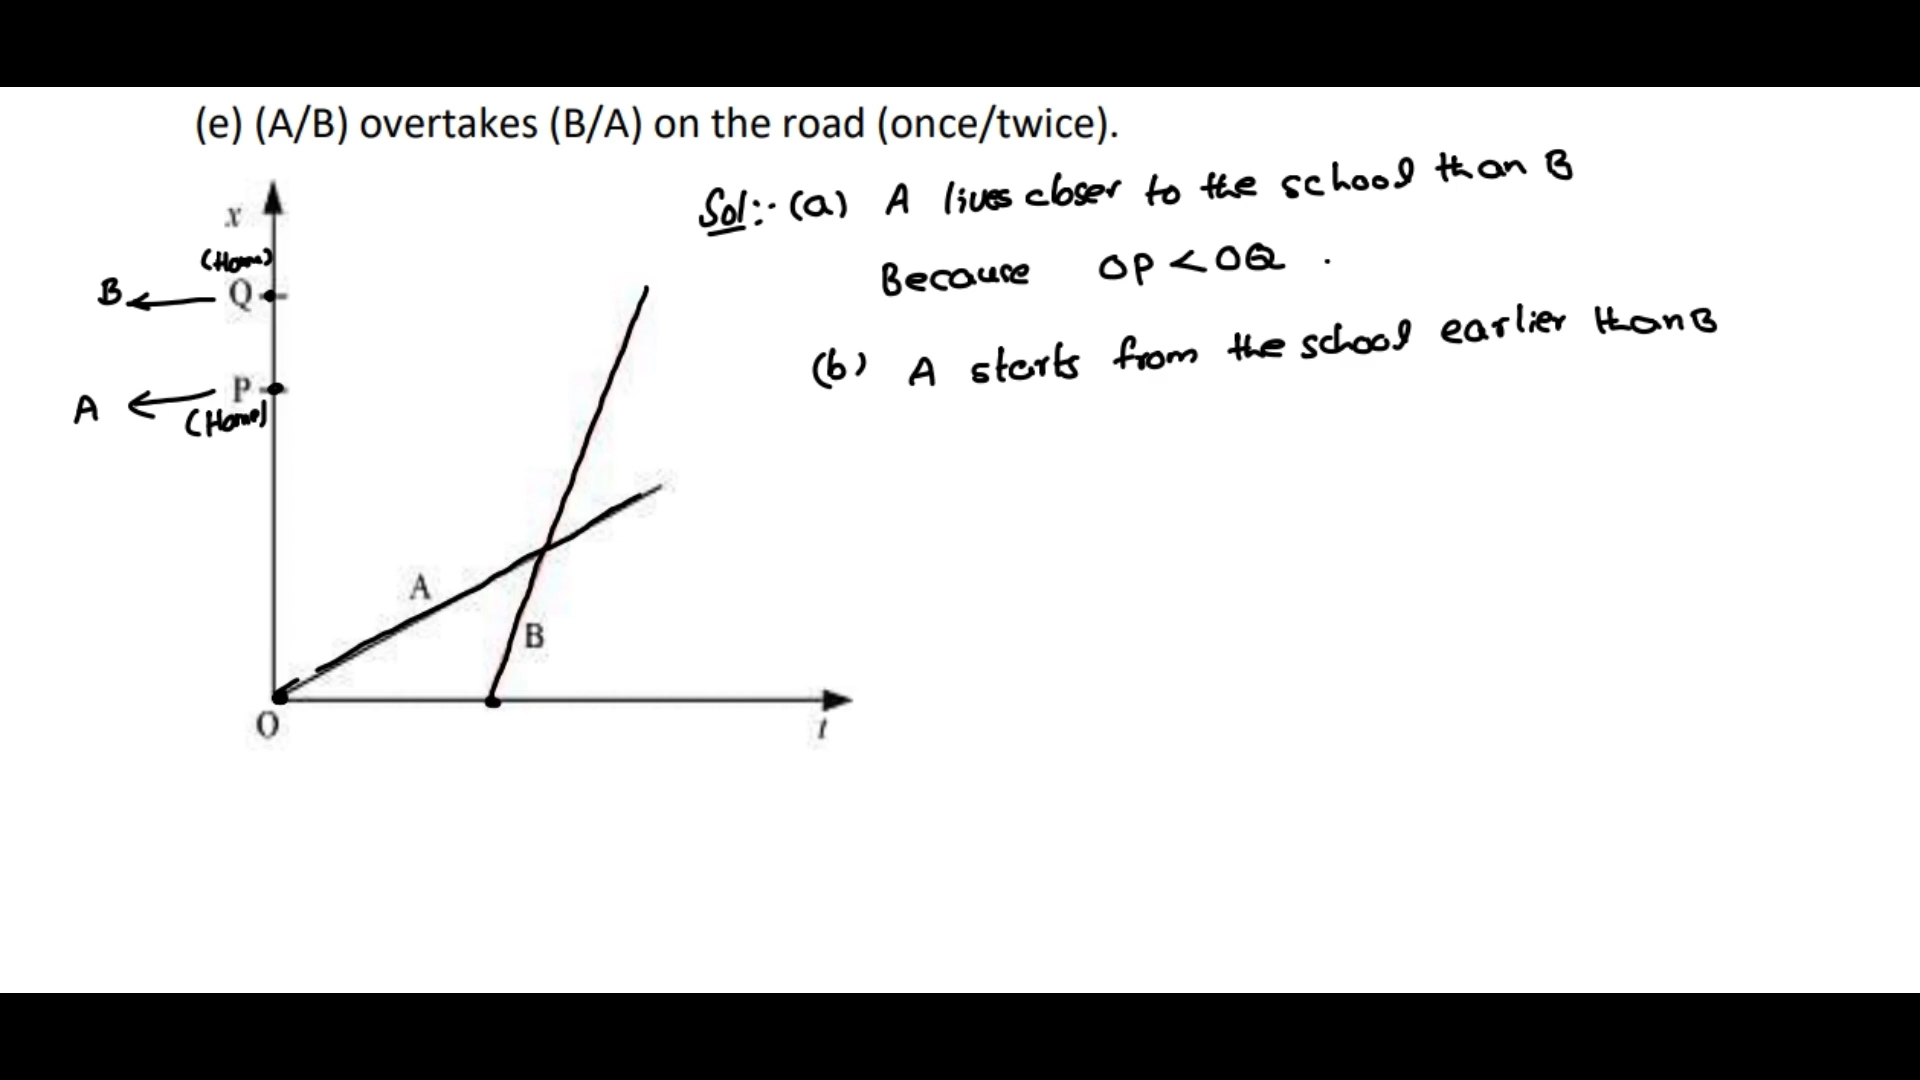 (e) (A/B) overtakes (B/A) on the road (once/twice).
Sol:- (a) A lives closer to the school than B
Because OP < OQ .
(b) A starts from the school earlier than B
x
(Home)
B ← Q
A ← P
(Home)
A
B
O
t